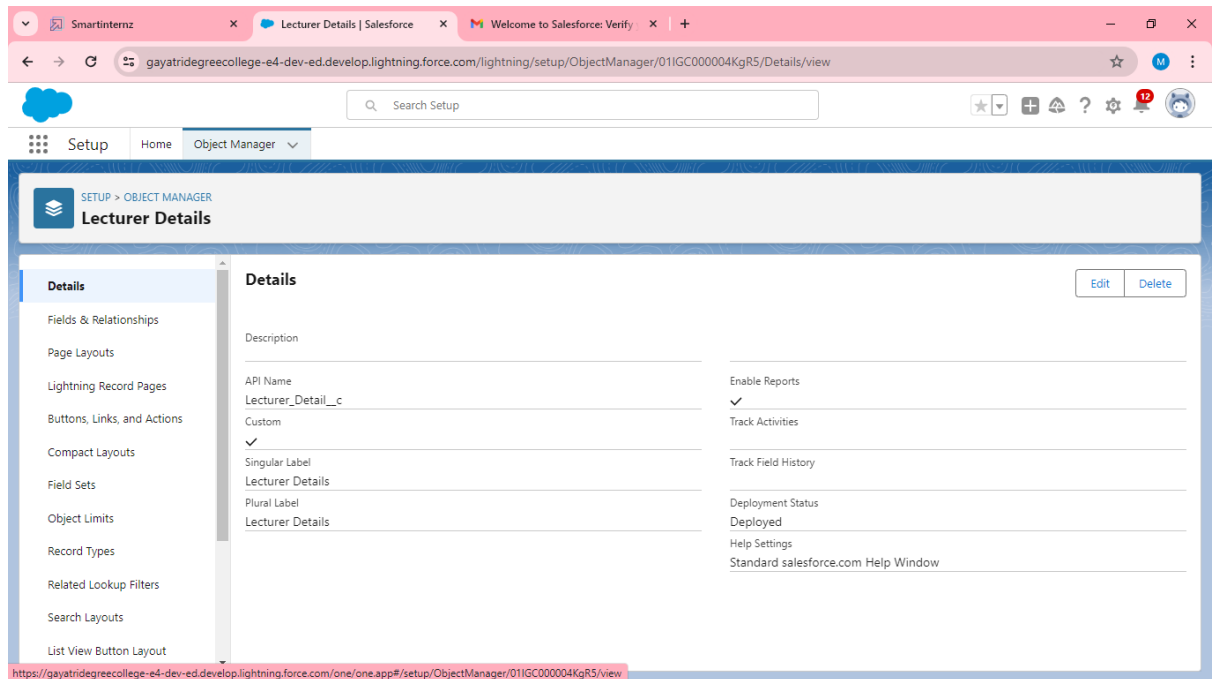 Smartinternz
Lecturer Details | Salesforce
Welcome to Salesforce: Verify
gayatridegreecollege-e4-dev-ed.develop.lightning.force.com/lightning/setup/ObjectManager/01IGC000004KgR5/Details/view
M
Search Setup
12
Setup Home Object Manager
SETUP > OBJECT MANAGER
Lecturer Details
Details
Fields & Relationships
Page Layouts
Lightning Record Pages
Buttons, Links, and Actions
Compact Layouts
Field Sets
Object Limits
Record Types
Related Lookup Filters
Search Layouts
List View Button Layout
Details
Edit Delete
Description
API Name
Lecturer_Detail__c
Custom
Singular Label
Lecturer Details
Plural Label
Lecturer Details
Enable Reports
Track Activities
Track Field History
Deployment Status
Deployed
Help Settings
Standard salesforce.com Help Window
https://gayatridegreecollege-e4-dev-ed.develop.lightning.force.com/one/one.app#/setup/ObjectManager/01IGC000004KgR5/view